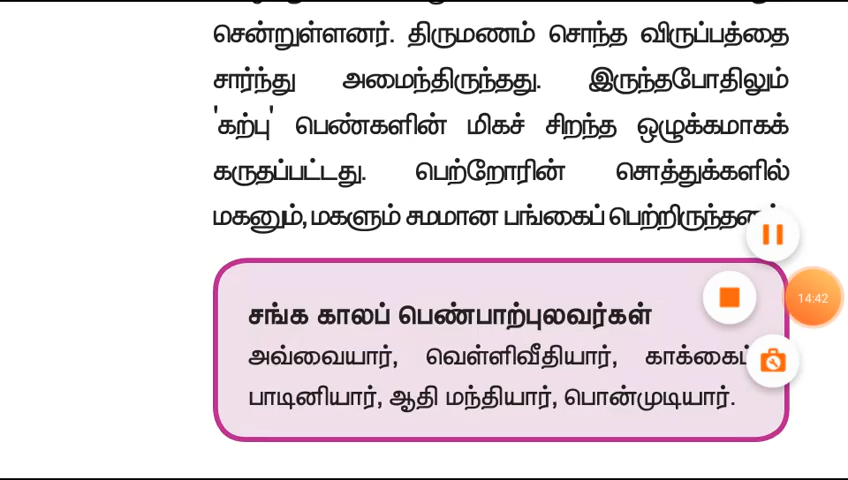 சென்றுள்ளனர். திருமணம் சொந்த விருப்பத்தை
சார்ந்து அமைந்திருந்தது. இருந்தபோதிலும்
'கற்பு' பெண்களின் மிகச் சிறந்த ஒழுக்கமாகக்
கருதப்பட்டது. பெற்றோரின் சொத்துக்களில்
மகனும், மகளும் சமமான பங்கைப்
14:42
சங்க காலப் பெண்பாற்புலவர்கள்
அவ்வையார், வெள்ளிவீதியார்,
பாடினியார், ஆதி மந்தியார், பொன்முடியார்.